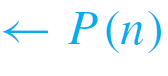 ← P(n)